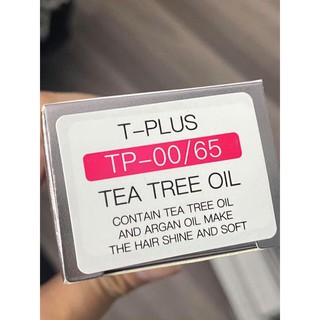 T-PLUS
TP-00/65
TEA TREE OIL
CONTAIN TEA TREE OIL
AND ARGAN OIL MAKE
THE HAIR SHINE AND SOFT